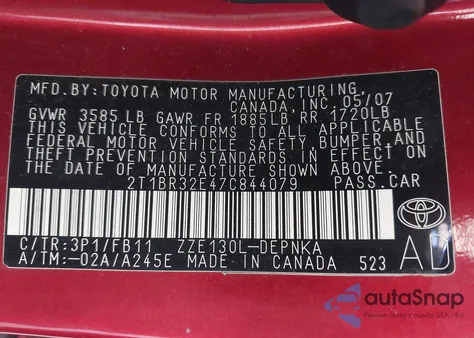 MFD.BY:TOYOTA MOTOR MANUFACTURING,
CANADA,INC.05/07
GVWR 3585LB GAWR FR 1885LB RR 1720LB
THIS VEHICLE CONFORMS TO ALL APPLICABLE
FEDERAL MOTOR VEHICLE SAFETY,BUMPER,AND
THEFT PREVENTION STANDARDS IN EFFECT ON
THE DATE OF MANUFACTURE SHOWN ABOVE.
2T1BR32E47C844079 PASS.CAR
TOYOTA
C/TR:3P1/FB11 ZZE130L-DEPNKA
A/TM:-02A/A245E MADE IN CANADA 523 AD
autoSnap